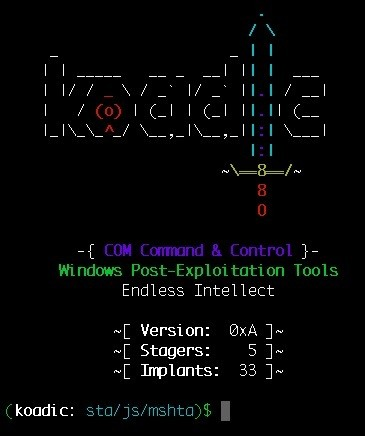 koadic
-{ COM Command & Control }-
Windows Post-Exploitation Tools
Endless Intellect
~[ Version: 0xA ]~
~[ Stagers: 5 ]~
~[ Implants: 33 ]~
(koadic: sta/js/mshta)$